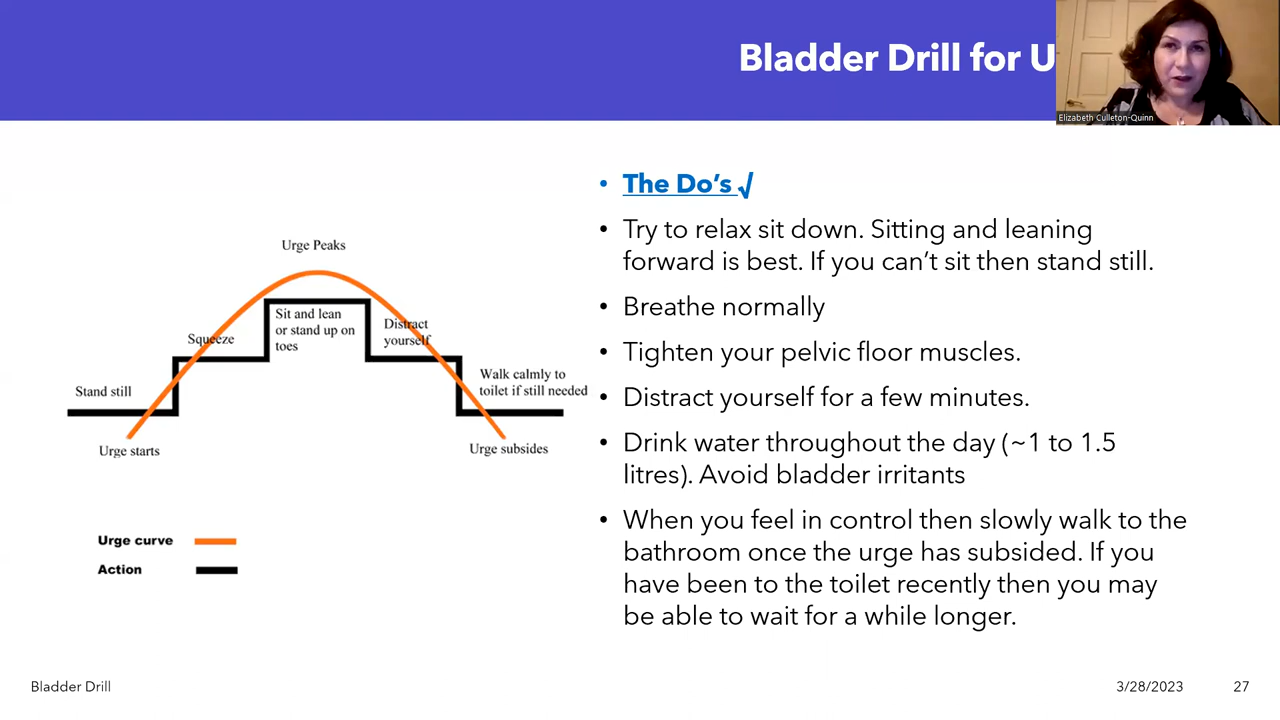 Bladder Drill for U
Elizabeth Culleton-Quinn
• The Do's √
• Try to relax sit down. Sitting and leaning
forward is best. If you can't sit then stand still.
• Breathe normally
• Tighten your pelvic floor muscles.
• Distract yourself for a few minutes.
• Drink water throughout the day (~1 to 1.5
litres). Avoid bladder irritants
• When you feel in control then slowly walk to the
bathroom once the urge has subsided. If you
have been to the toilet recently then you may
be able to wait for a while longer.
Urge Peaks
Sit and lean
or stand up on
toes
Squeeze
Distract
yourself
Stand still
Walk calmly to
toilet if still needed
Urge starts
Urge subsides
Urge curve
Action
Bladder Drill
3/28/2023
27